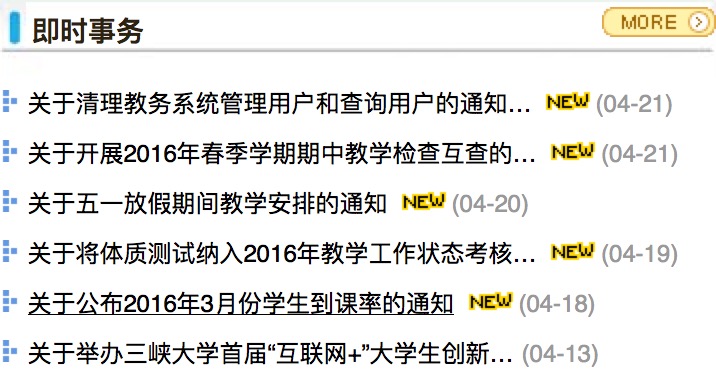 即时事务 MORE
关于清理教务系统管理用户和查询用户的通知... NEW (04-21)
关于开展2016年春季学期期中教学检查互查的... NEW (04-21)
关于五一放假期间教学安排的通知 NEW (04-20)
关于将体质测试纳入2016年教学工作状态考核... NEW (04-19)
关于公布2016年3月份学生到课率的通知 NEW (04-18)
关于举办三峡大学首届“互联网+”大学生创新... (04-13)